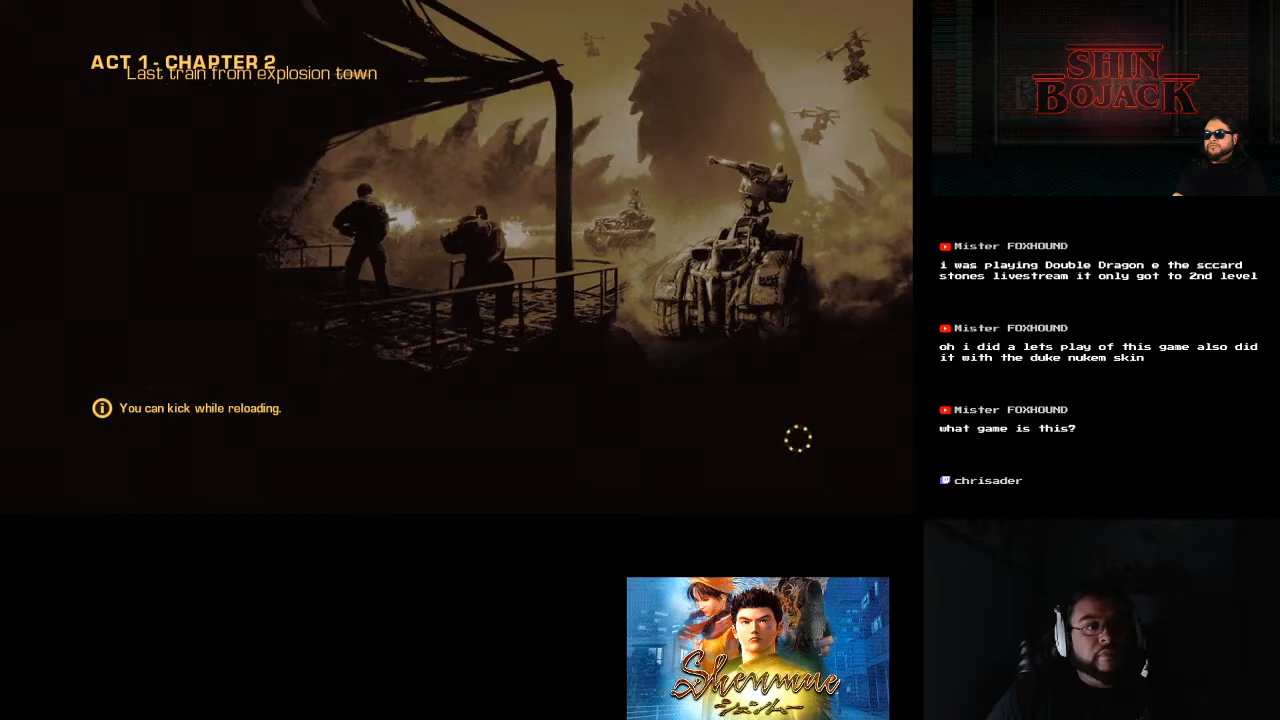 ACT 1 - CHAPTER 2
Last train from explosion town
You can kick while reloading.
SHIN
BOJACK
Mister FOXHOUND
i was playing Double Dragon e the sccard
stones livestream it only got to 2nd level
Mister FOXHOUND
oh i did a lets play of this game also did
it with the duke nukem skin
Mister FOXHOUND
what game is this?
chrisader
Shenmue
シェンムー